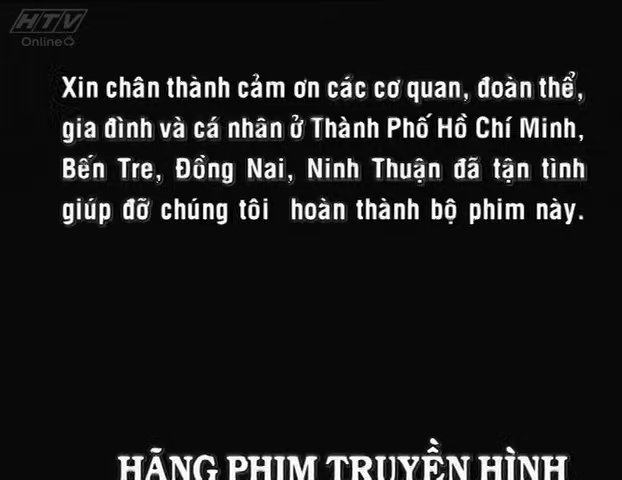 HTV
Online
Xin chân thành cảm ơn các cơ quan, đoàn thể,
gia đình và cá nhân ở Thành Phố Hồ Chí Minh,
Bến Tre, Đồng Nai, Ninh Thuận đã tận tình
giúp đỡ chúng tôi hoàn thành bộ phim này.
HÃNG PHIM TRUYỀN HÌNH